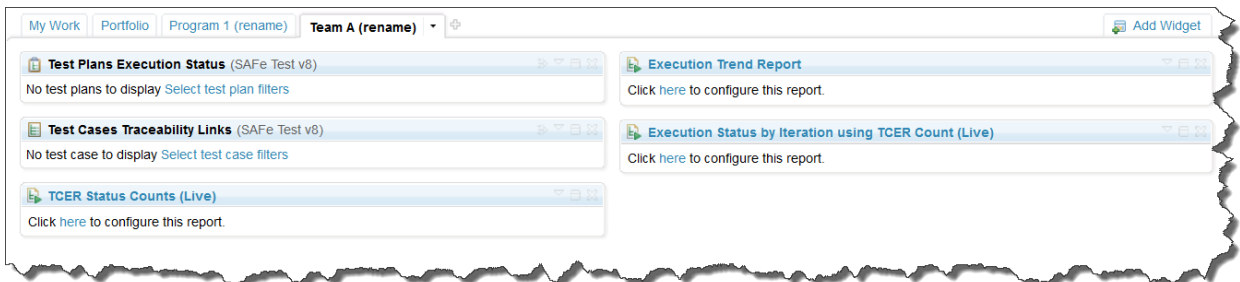 My Work Portfolio Program 1 (rename) Team A (rename) Add Widget
Test Plans Execution Status (SAFe Test v8)
No test plans to display Select test plan filters
Test Cases Traceability Links (SAFe Test v8)
No test case to display Select test case filters
TCER Status Counts (Live)
Click here to configure this report.
Execution Trend Report
Click here to configure this report.
Execution Status by Iteration using TCER Count (Live)
Click here to configure this report.